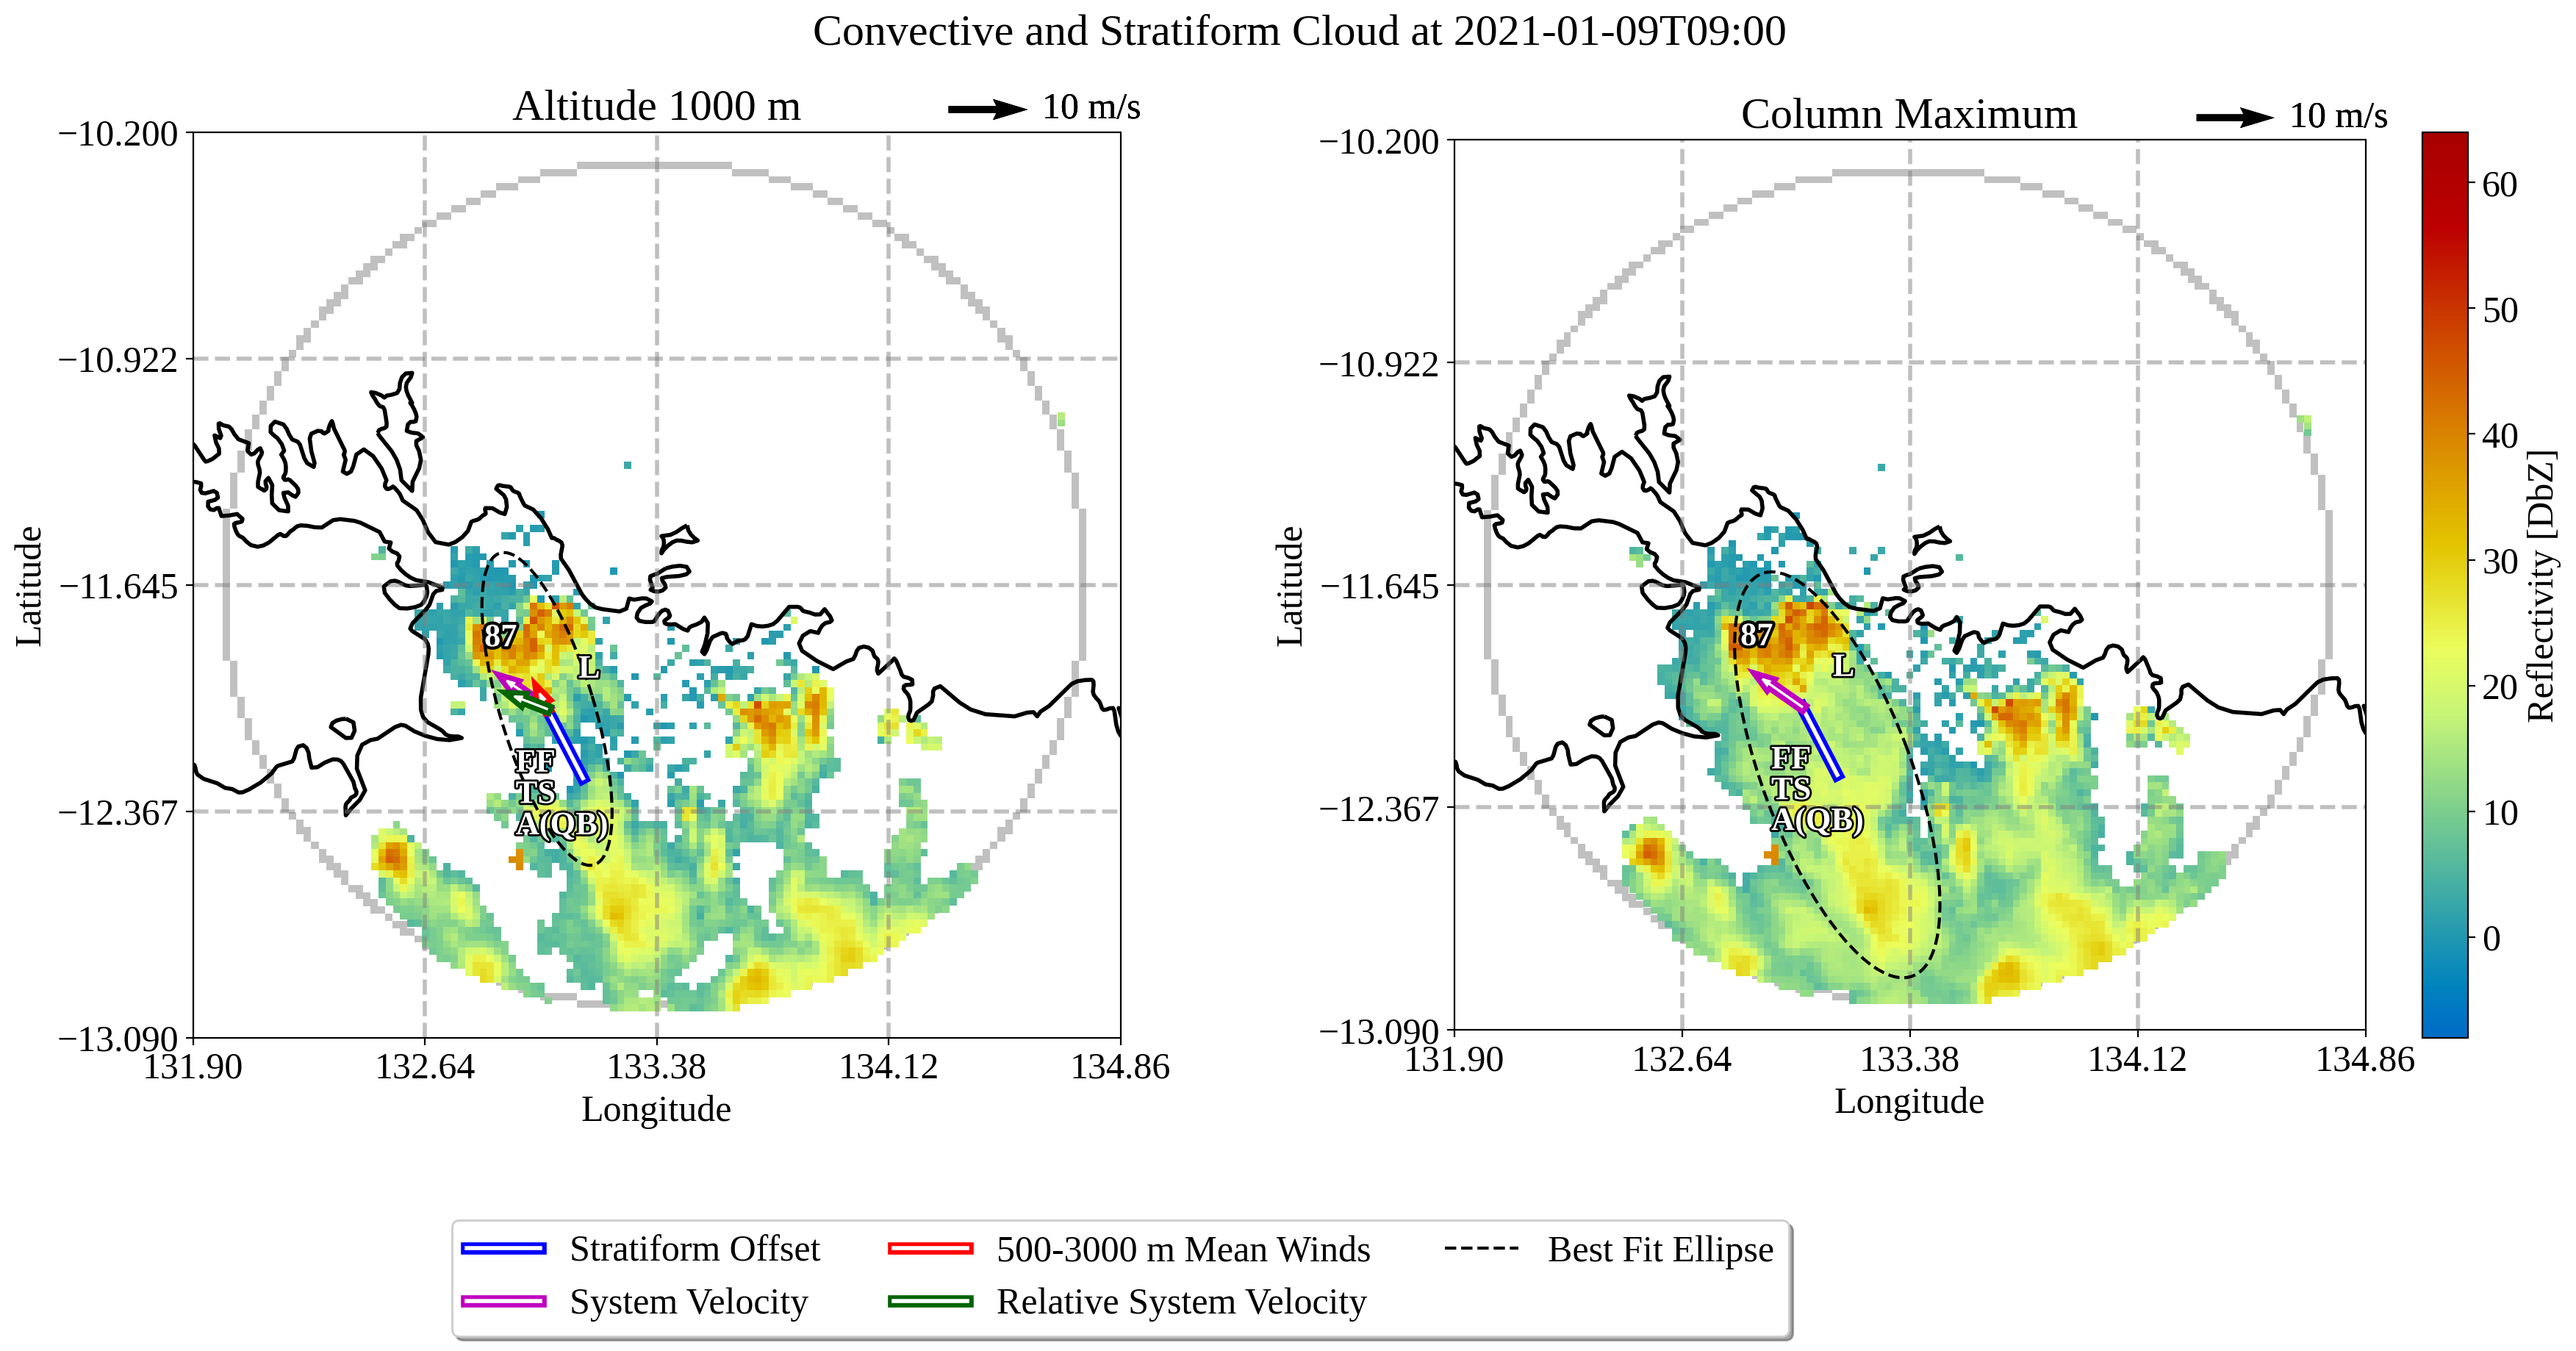 Convective and Stratiform Cloud at 2021-01-09T09:00
Altitude 1000 m
10 m/s
−10.200
−10.922
−11.645
−12.367
−13.090
Latitude
131.90
132.64
133.38
134.12
134.86
Longitude
87
L
FF
TS
A(QB)
Column Maximum
10 m/s
−10.200
−10.922
−11.645
−12.367
−13.090
Latitude
131.90
132.64
133.38
134.12
134.86
Longitude
87
L
FF
TS
A(QB)
60
50
40
30
20
10
0
Reflectivity [DbZ]
Stratiform Offset
500-3000 m Mean Winds
Best Fit Ellipse
System Velocity
Relative System Velocity